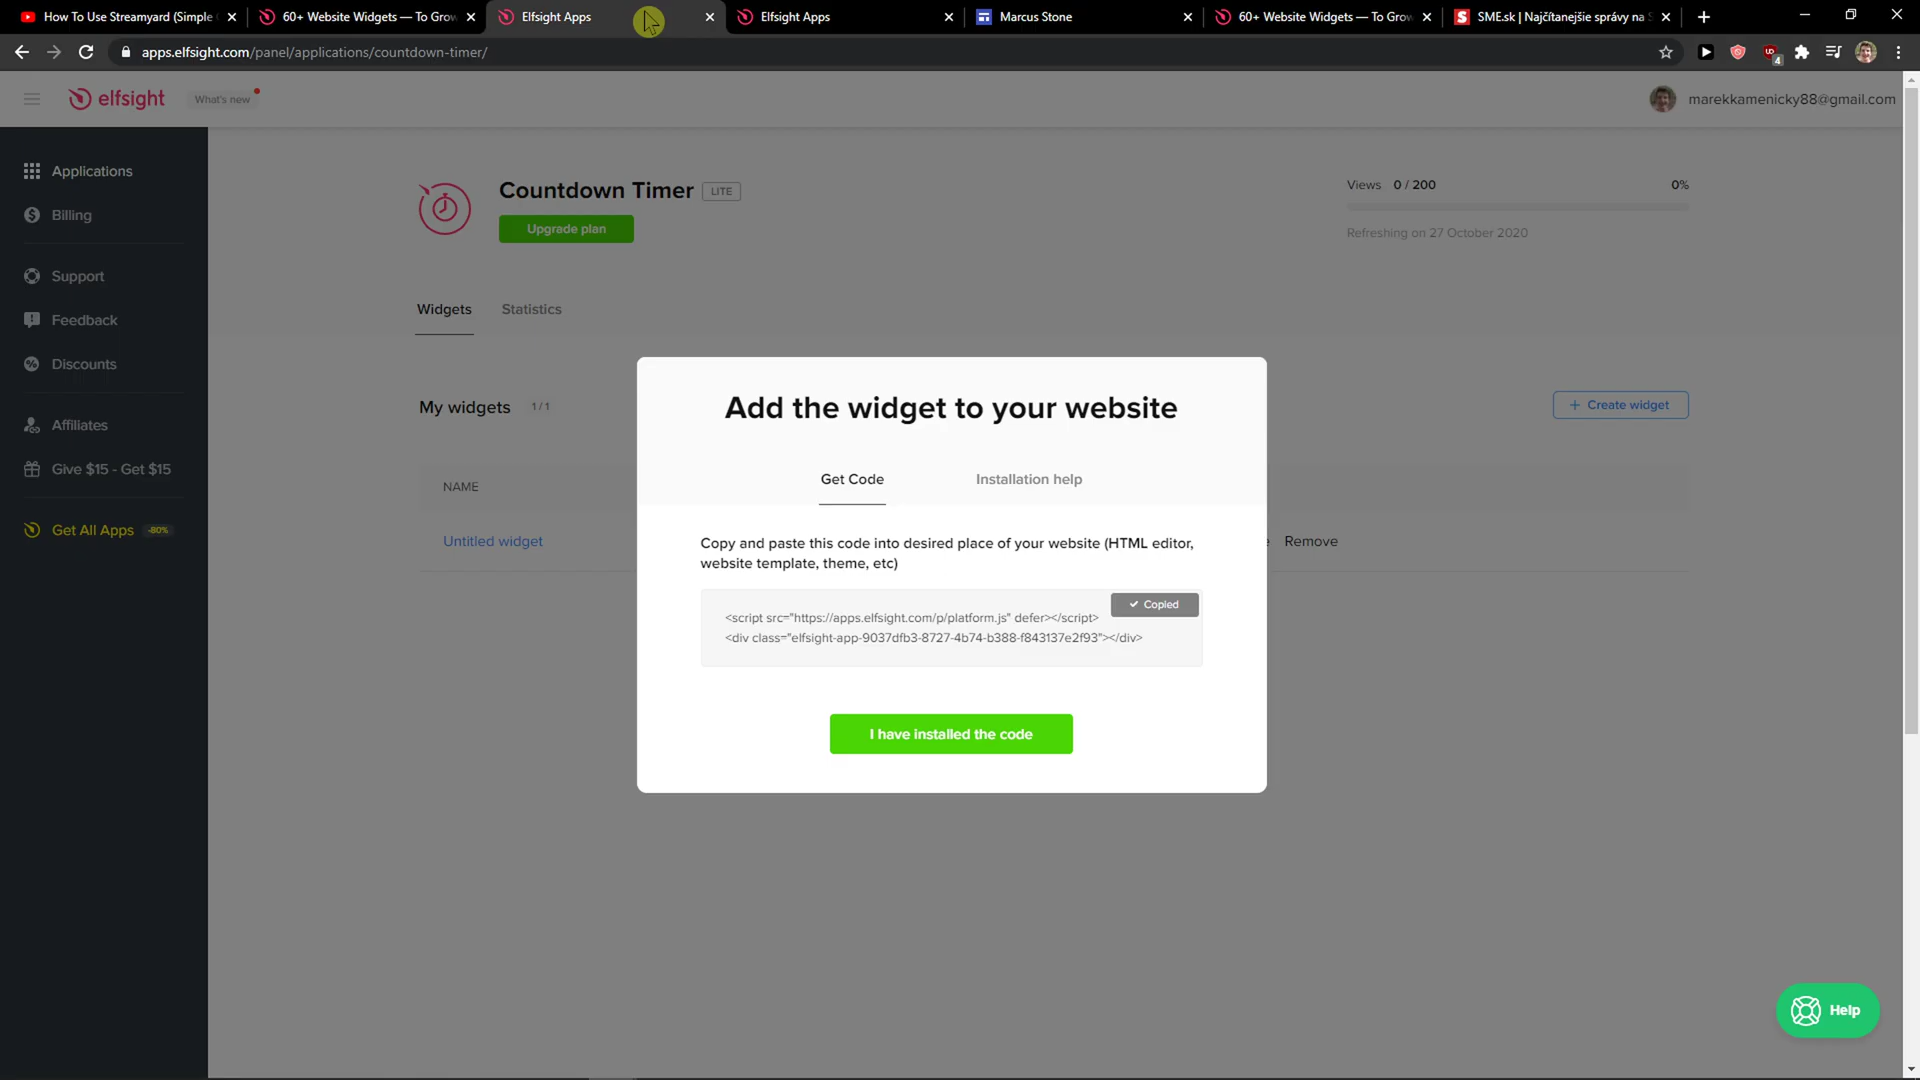 How To Use Streamyard (Simple
60+ Website Widgets — To Grow
Elfsight Apps
Elfsight Apps
Marcus Stone
60+ Website Widgets — To Grow
SME.sk | Najčítanejšie správy na S
apps.elfsight.com/panel/applications/countdown-timer/
4
elfsight
What's new
marekkamenicky88@gmail.com
Applications
Billing
Support
Feedback
Discounts
Affiliates
Give $15 - Get $15
Get All Apps -80%
Countdown Timer LITE
Upgrade plan
Views 0 / 200 0%
Refreshing on 27 October 2020
Widgets Statistics
My widgets 1 / 1
+ Create widget
NAME
Untitled widget
Remove
Add the widget to your website
Get Code Installation help
Copy and paste this code into desired place of your website (HTML editor,
website template, theme, etc)
Copied
<script src="https://apps.elfsight.com/p/platform.js" defer></script>
<div class="elfsight-app-9037dfb3-8727-4b74-b388-f843137e2f93"></div>
I have installed the code
Help